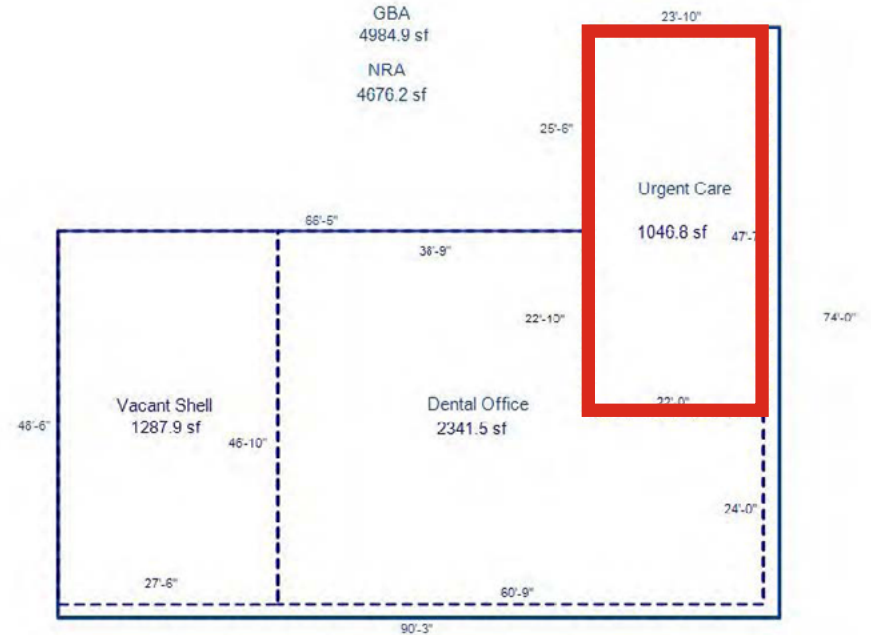 GBA
4984.9 sf
NRA
4676.2 sf
23'-10"
25'-6"
Urgent Care
1046.8 sf
66'-5"
38'-9"
22'-10"
74'-0"
22'-0"
Vacant Shell
1287.9 sf
Dental Office
2341.5 sf
48'-6"
46'-10"
24'-0"
27'-6"
60'-9"
90'-3"